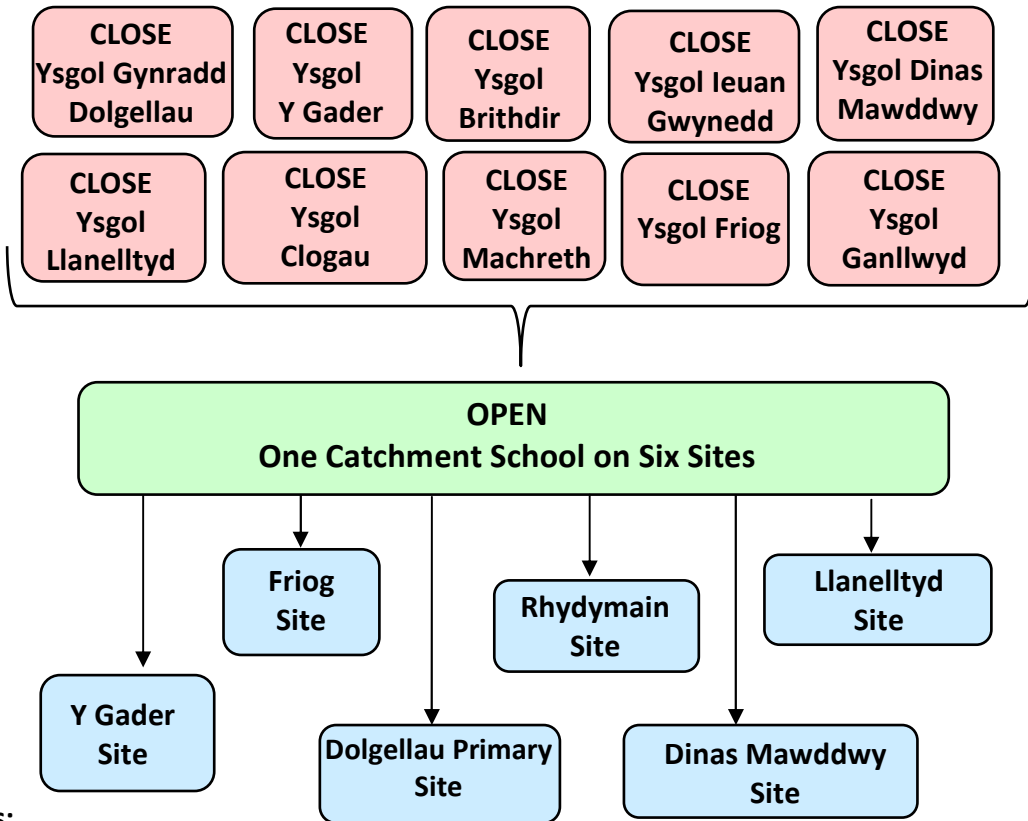 CLOSE
Ysgol Gynradd
Dolgellau
CLOSE
Ysgol
Y Gader
CLOSE
Ysgol
Brithdir
CLOSE
Ysgol Ieuan
Gwynedd
CLOSE
Ysgol Dinas
Mawddwy
CLOSE
Ysgol
Llanelltyd
CLOSE
Ysgol
Clogau
CLOSE
Ysgol
Machreth
CLOSE
Ysgol Friog
CLOSE
Ysgol
Ganllwyd
OPEN
One Catchment School on Six Sites
Friog
Site
Llanelltyd
Site
Rhydymain
Site
Y Gader
Site
Dolgellau Primary
Site
Dinas Mawddwy
Site